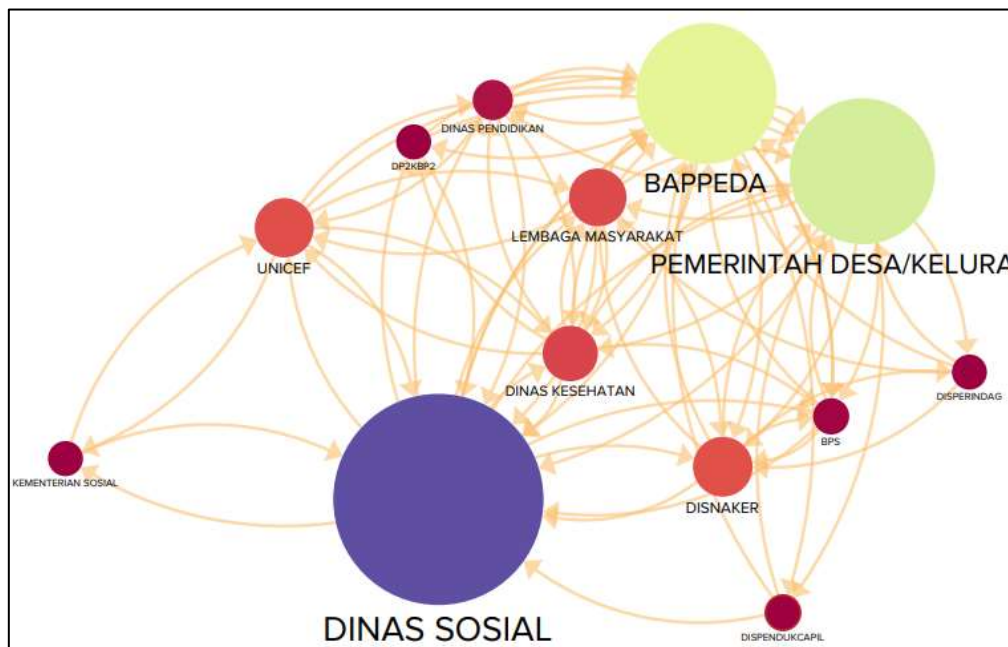 DINAS PENDIDIKAN
DP2KBP2
BAPPEDA
LEMBAGA MASYARAKAT
UNICEF
PEMERINTAH DESA/KELURA
DINAS KESEHATAN
DISPERINDAG
BPS
KEMENTERIAN SOSIAL
DISNAKER
DINAS SOSIAL
DISPENDUKCAPIL